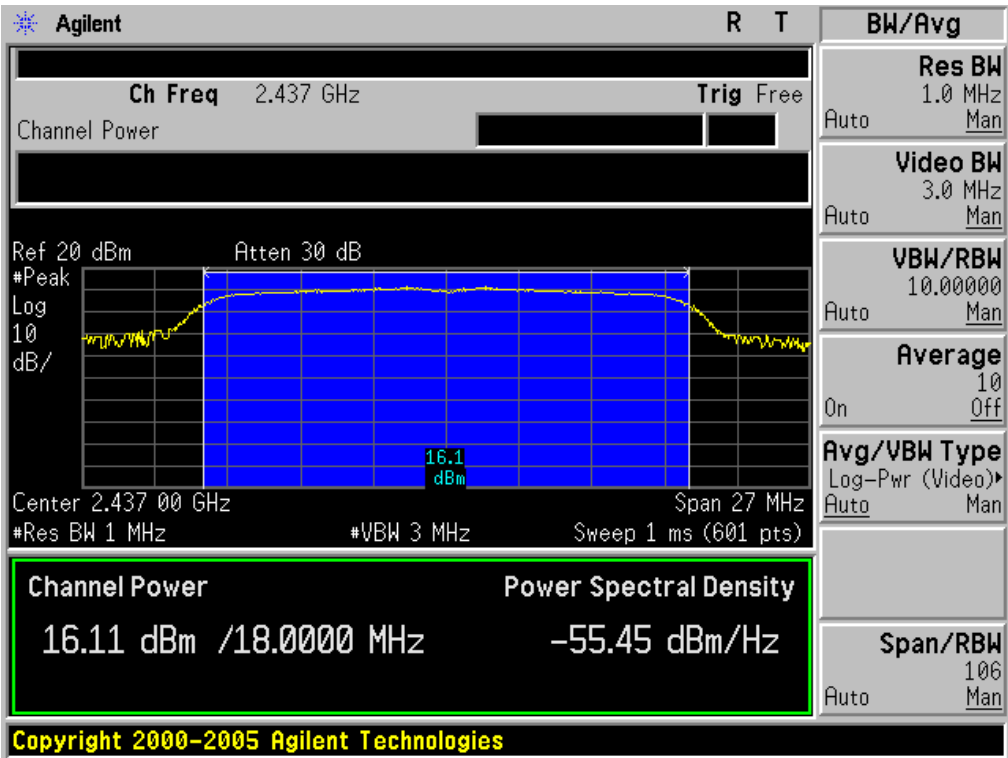 Agilent R T
Ch Freq 2.437 GHz Trig Free
Channel Power
Ref 20 dBm Atten 30 dB
#Peak
Log
10
dB/
16.1
dBm
Center 2.437 00 GHz Span 27 MHz
#Res BW 1 MHz #VBW 3 MHz Sweep 1 ms (601 pts)
Channel Power Power Spectral Density
16.11 dBm /18.0000 MHz -55.45 dBm/Hz
Copyright 2000-2005 Agilent Technologies
BW/Avg
Res BW
1.0 MHz
Auto Man
Video BW
3.0 MHz
Auto Man
VBW/RBW
10.00000
Auto Man
Average
10
On Off
Avg/VBW Type
Log-Pwr (Video)▸
Auto Man
Span/RBW
106
Auto Man